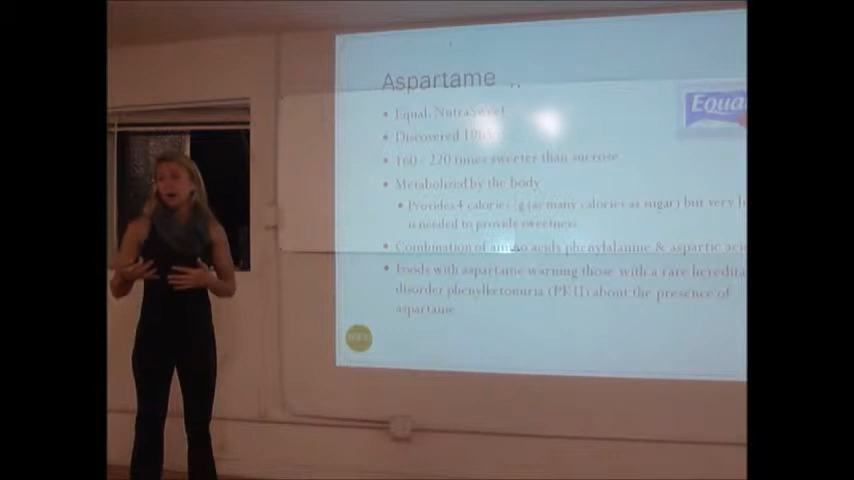 Aspartame ..
Equal
• Equal, NutraSweet
• Discovered 1965
• 160 - 220 times sweeter than sucrose
• Metabolized by the body
• Provides 4 calories/g (as many calories as sugar) but very
is needed to provide sweetness
• Combination of amino acids phenylalanine & aspartic
• Foods with aspartame warning those with a rare
disorder phenylketonuria (PKU) about the presence of
aspartame